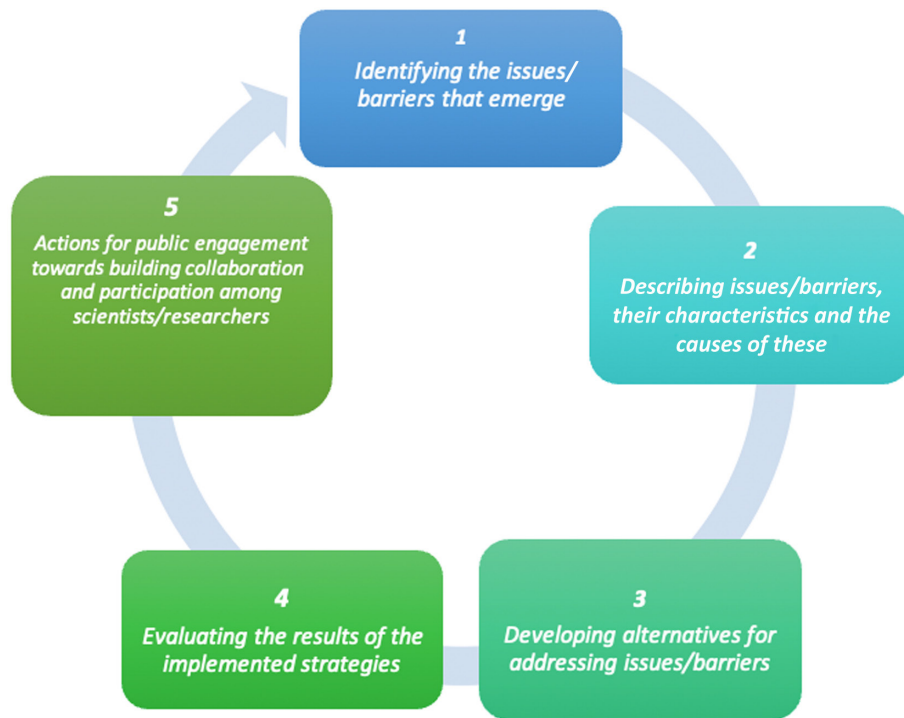 1
Identifying the issues/
barriers that emerge
2
Describing issues/barriers,
their characteristics and the
causes of these
3
Developing alternatives for
addressing issues/barriers
4
Evaluating the results of the
implemented strategies
5
Actions for public engagement
towards building collaboration
and participation among
scientists/researchers